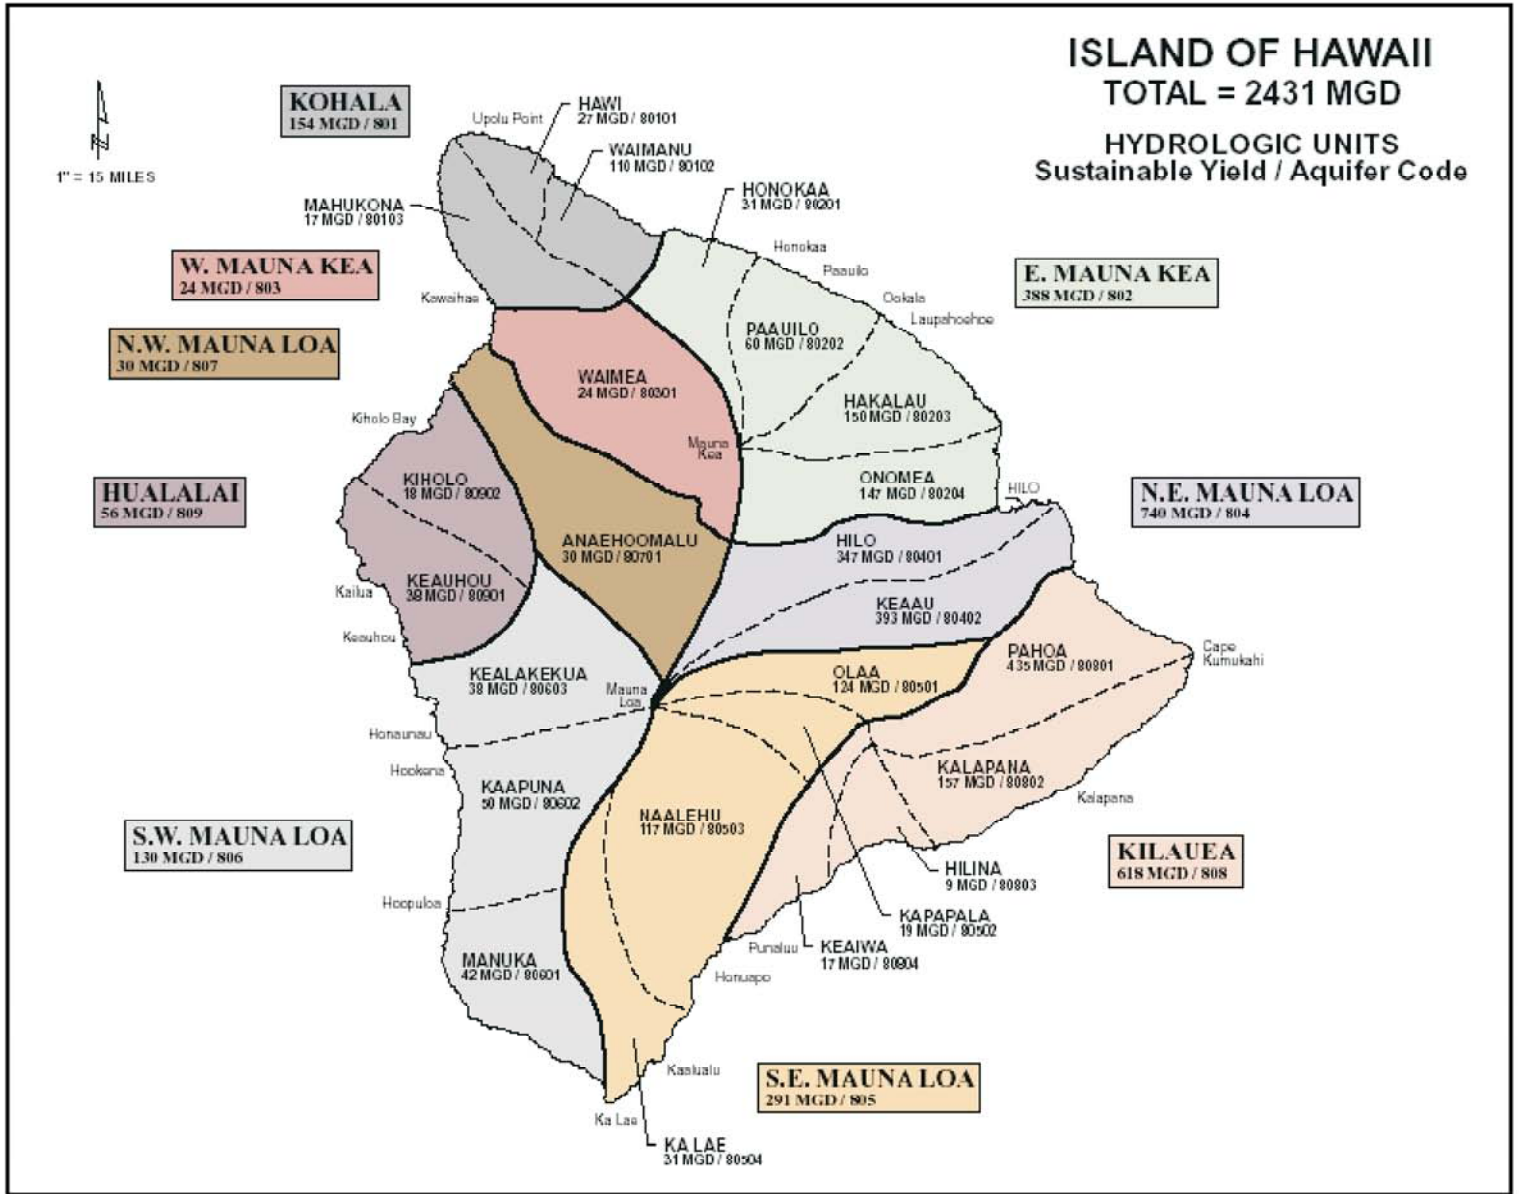 ISLAND OF HAWAII
TOTAL = 2431 MGD
HYDROLOGIC UNITS
Sustainable Yield / Aquifer Code
1" = 15 MILES
KOHALA
154 MGD / 801
Upolu Point
HAWI
27 MGD / 80101
WAIMANU
110 MGD / 80102
MAHUKONA
17 MGD / 80103
HONOKAA
31 MGD / 80201
Honokaa
Paauilo
W. MAUNA KEA
24 MGD / 803
E. MAUNA KEA
388 MGD / 802
Kawaihae
Ookala
Laupahoehoe
N.W. MAUNA LOA
30 MGD / 807
PAAUILO
60 MGD / 80202
WAIMEA
24 MGD / 80301
HAKALAU
150 MGD / 80203
Kiholo Bay
Mauna
Kea
KIHOLO
18 MGD / 80902
ONOMEA
147 MGD / 80204
HILO
HUALALAI
56 MGD / 809
N.E. MAUNA LOA
740 MGD / 804
ANAEHOOMALU
30 MGD / 80701
HILO
347 MGD / 80401
KEAUHOU
38 MGD / 80901
Kailua
KEAAU
393 MGD / 80402
Keauhou
PAHOA
435 MGD / 80801
Cape
Kumukahi
KEALAKEKUA
38 MGD / 80603
Mauna
Loa
OLAA
124 MGD / 80501
Honaunau
Hookena
KAAPUNA
50 MGD / 80602
KALAPANA
157 MGD / 80802
Kalapana
NAALEHU
117 MGD / 80503
S.W. MAUNA LOA
130 MGD / 806
KILAUEA
618 MGD / 808
HILINA
9 MGD / 80803
Hoopuloa
KAPAPALA
19 MGD / 80502
Punaluu
KEAIWA
17 MGD / 80804
MANUKA
42 MGD / 80601
Honuapo
Kaalualu
S.E. MAUNA LOA
291 MGD / 805
Ka Lae
KA LAE
31 MGD / 80504